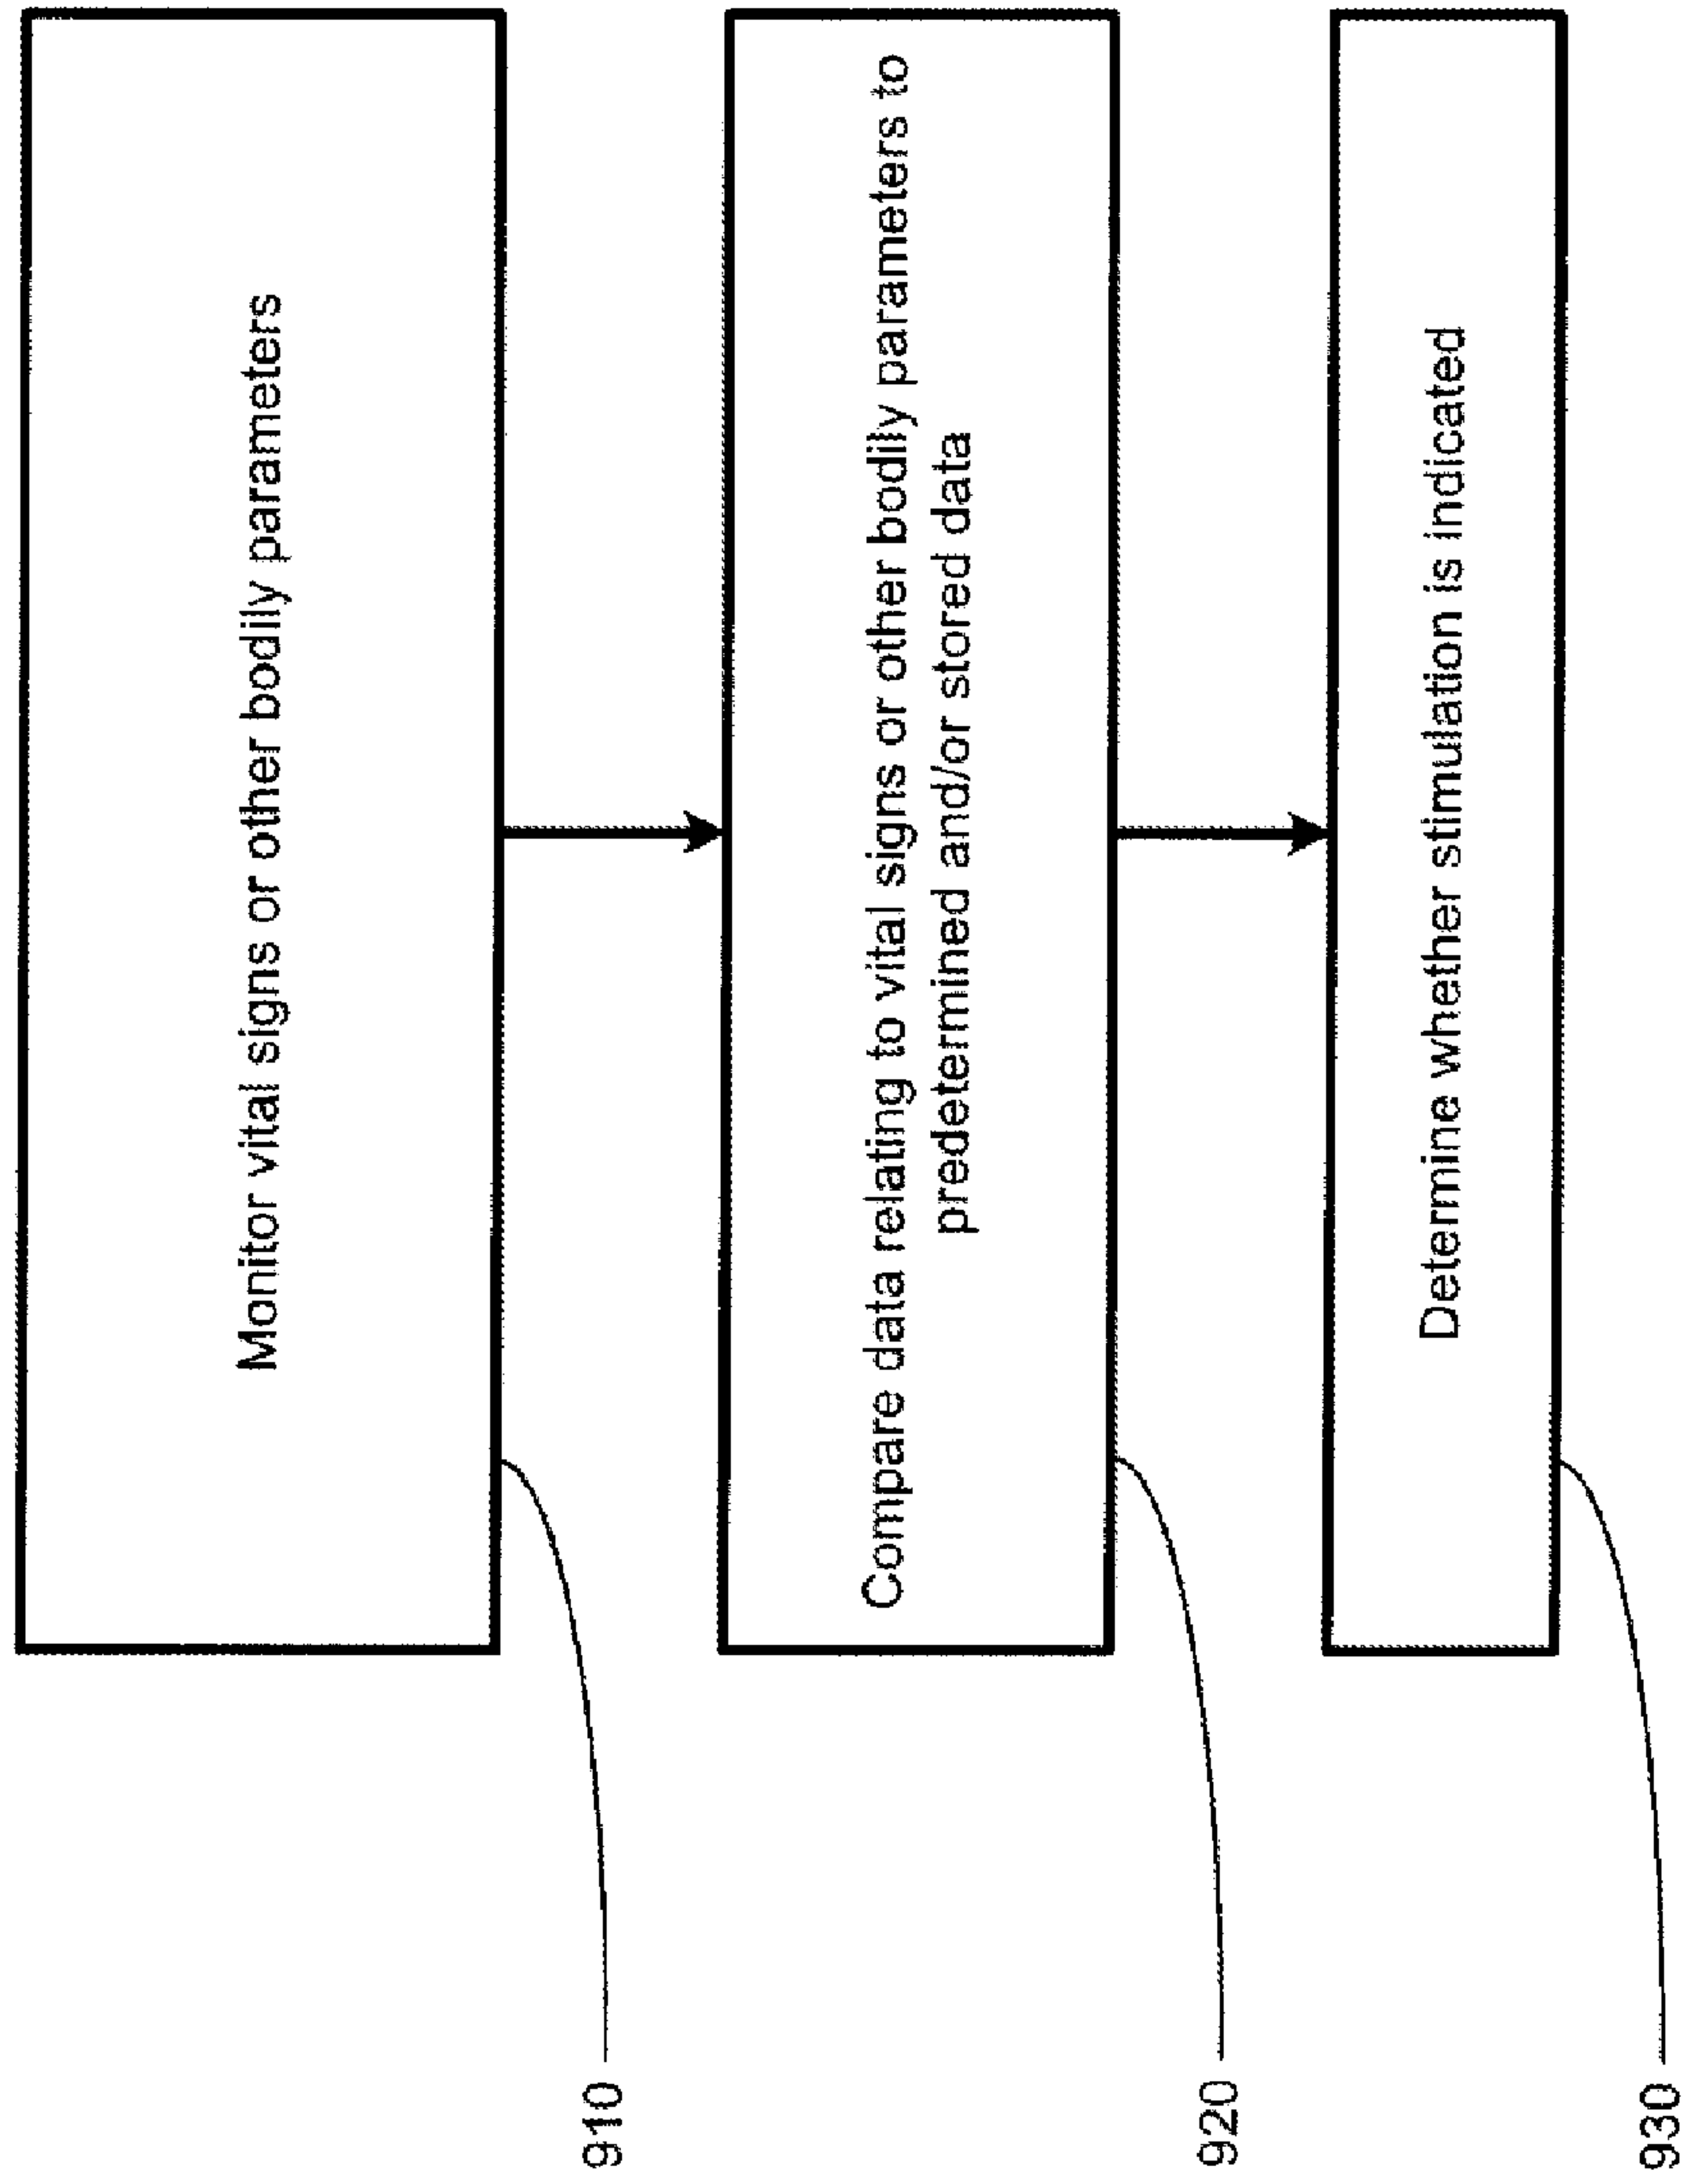 Monitor vital signs or other bodily parameters
910
Compare data relating to vital signs or other bodily parameters to
predetermined and/or stored data
920
Determine whether stimulation is indicated
930